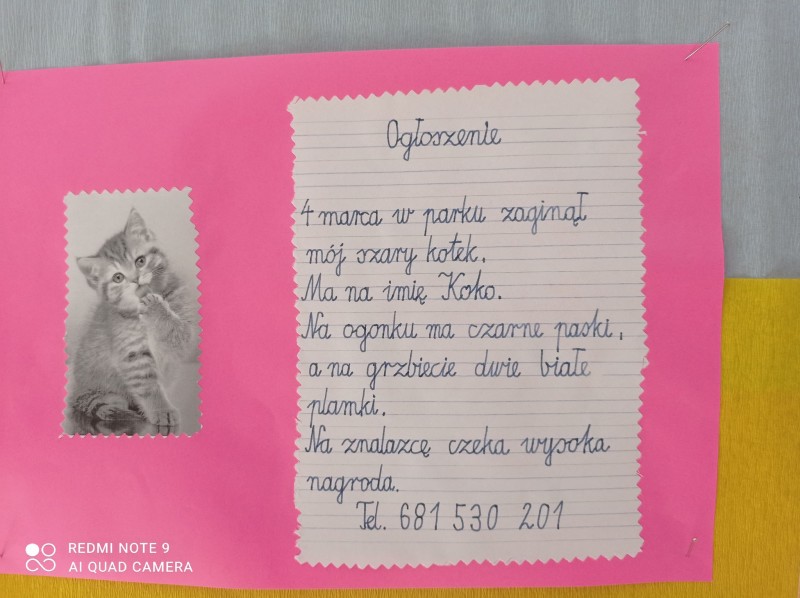 Ogłoszenie
4 marca w parku zaginął
mój szary kotek.
Ma na imię Koko.
Na ogonku ma czarne paski,
a na grzbiecie dwie białe
plamki.
Na znalazcę czeka wysoka
nagroda.
Tel. 681 530 201
REDMI NOTE 9
AI QUAD CAMERA